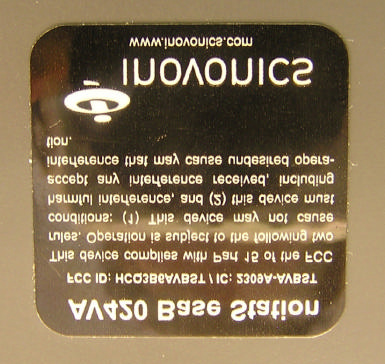 AV420 Base Station
FCC ID: HCQ3B6AVBST / IC: 2309A-AVBST
This device complies with Part 15 of the FCC
rules. Operation is subject to the following two
conditions: (1) This device may not cause
harmful interference, and (2) this device must
accept any interference received, including
interference that may cause undesired opera-
tion.
inovonics
www.inovonics.com